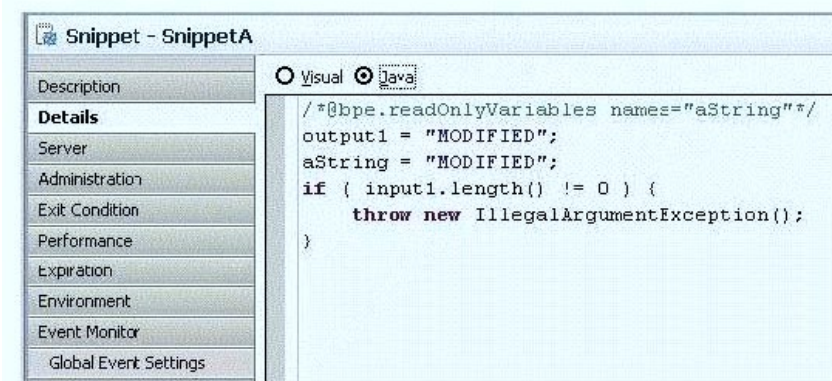 Snippet - SnippetA
Description
Details
Server
Administration
Exit Condition
Performance
Expiration
Environment
Event Monitor
Global Event Settings
Visual Java
/*@bpe.readOnlyVariables names="aString"*/
output1 = "MODIFIED";
aString = "MODIFIED";
if ( input1.length() != 0 ) {
throw new IllegalArgumentException();
}